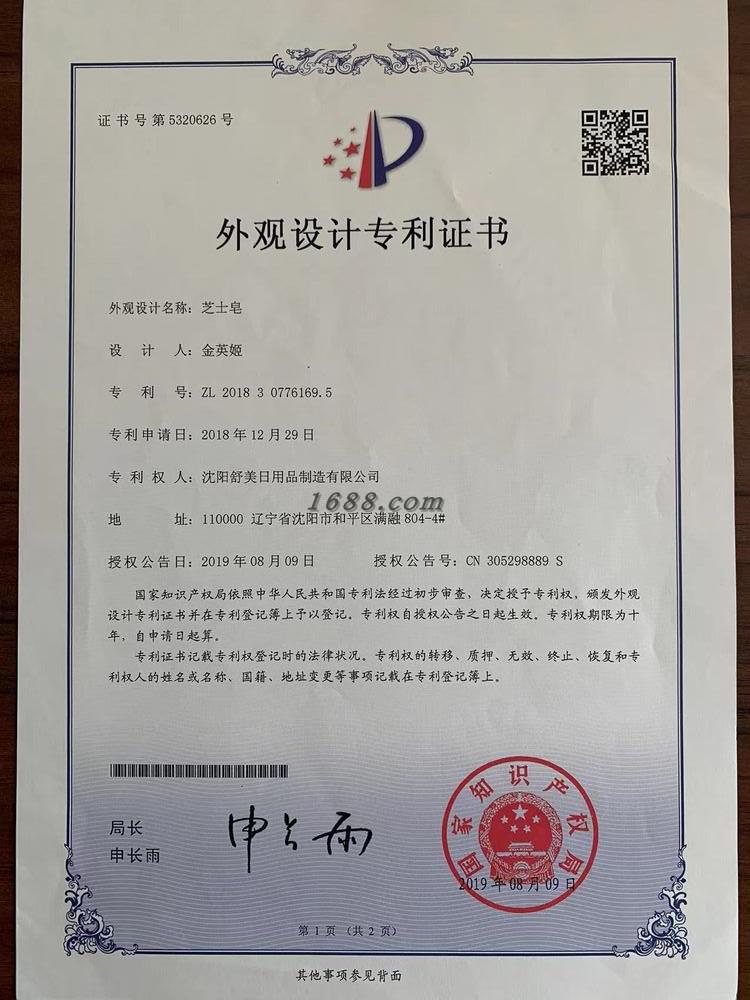 证书号第5320626号
外观设计专利证书
外观设计名称：芝士皂
设计人：金英姬
专利号：ZL 2018 3 0776169.5
专利申请日：2018年12月29日
专利权人：沈阳舒美日用品制造有限公司
1688.com
地址：110000 辽宁省沈阳市和平区满融804-4#
授权公告日：2019年08月09日 授权公告号：CN 305298889 S
国家知识产权局依照中华人民共和国专利法经过初步审查，决定授予专利权，颁发外观
设计专利证书并在专利登记簿上予以登记。专利权自授权公告之日起生效。专利权期限为十
年，自申请日起算。
专利证书记载专利权登记时的法律状况。专利权的转移、质押、无效、终止、恢复和专
利权人的姓名或名称、国籍、地址变更等事项记载在专利登记簿上。
局长
申长雨
申长雨
国家知识产权局
2019年08月09日
第1页（共2页）
其他事项参见背面